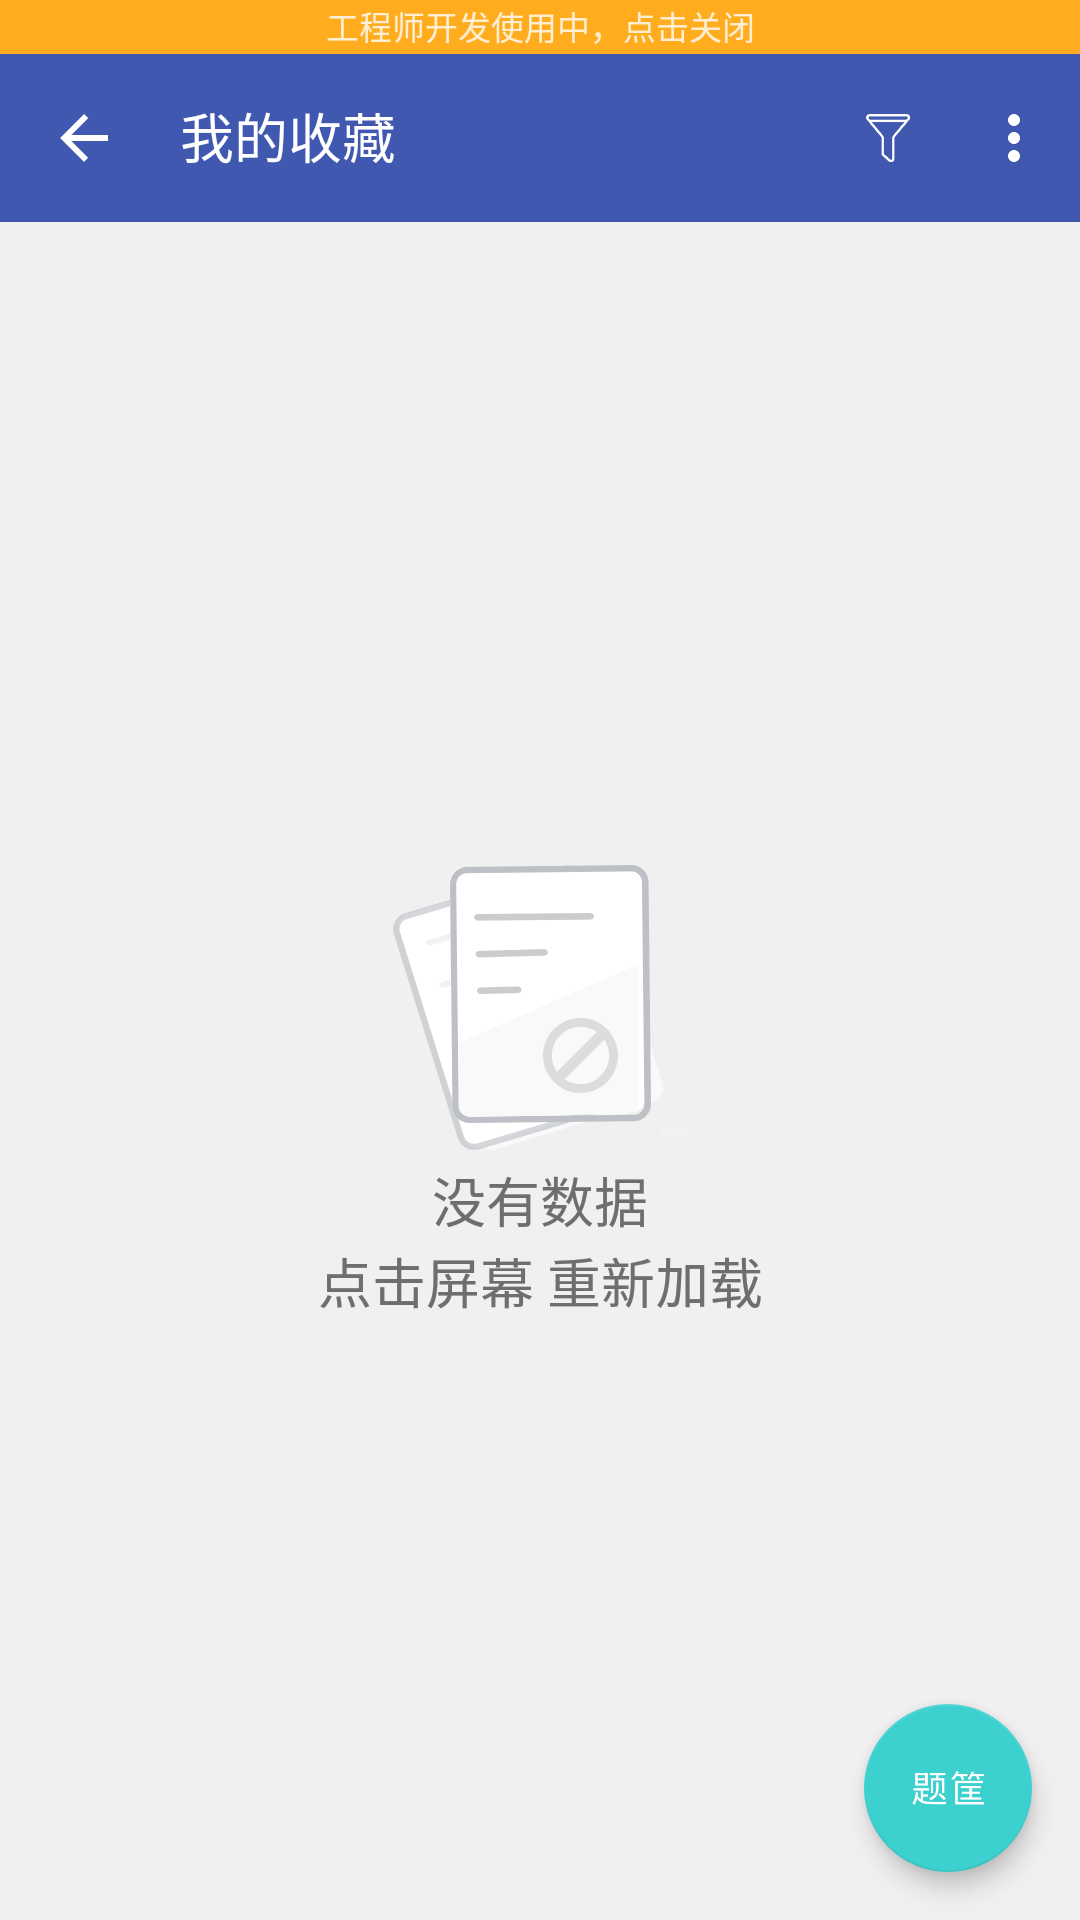 工程师开发使用中，点击关闭
我的收藏
没有数据
点击屏幕 重新加载
题筐